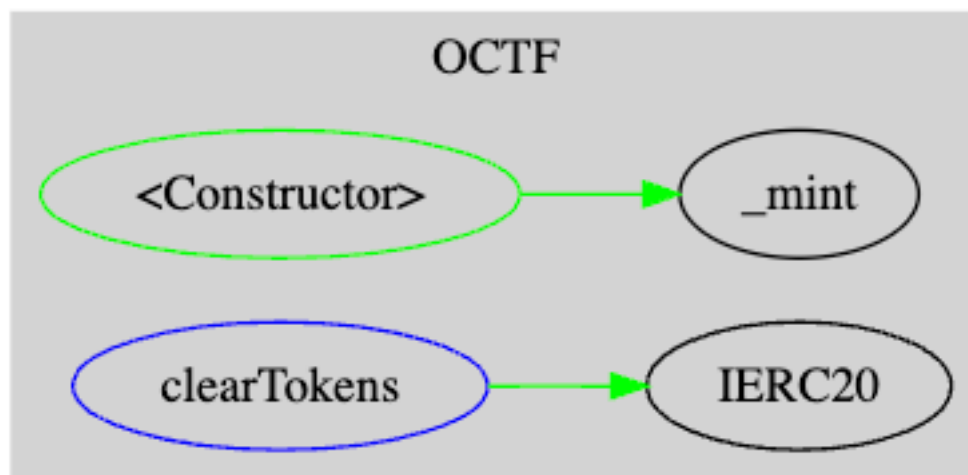 OCTF
<Constructor>
_mint
clearTokens
IERC20